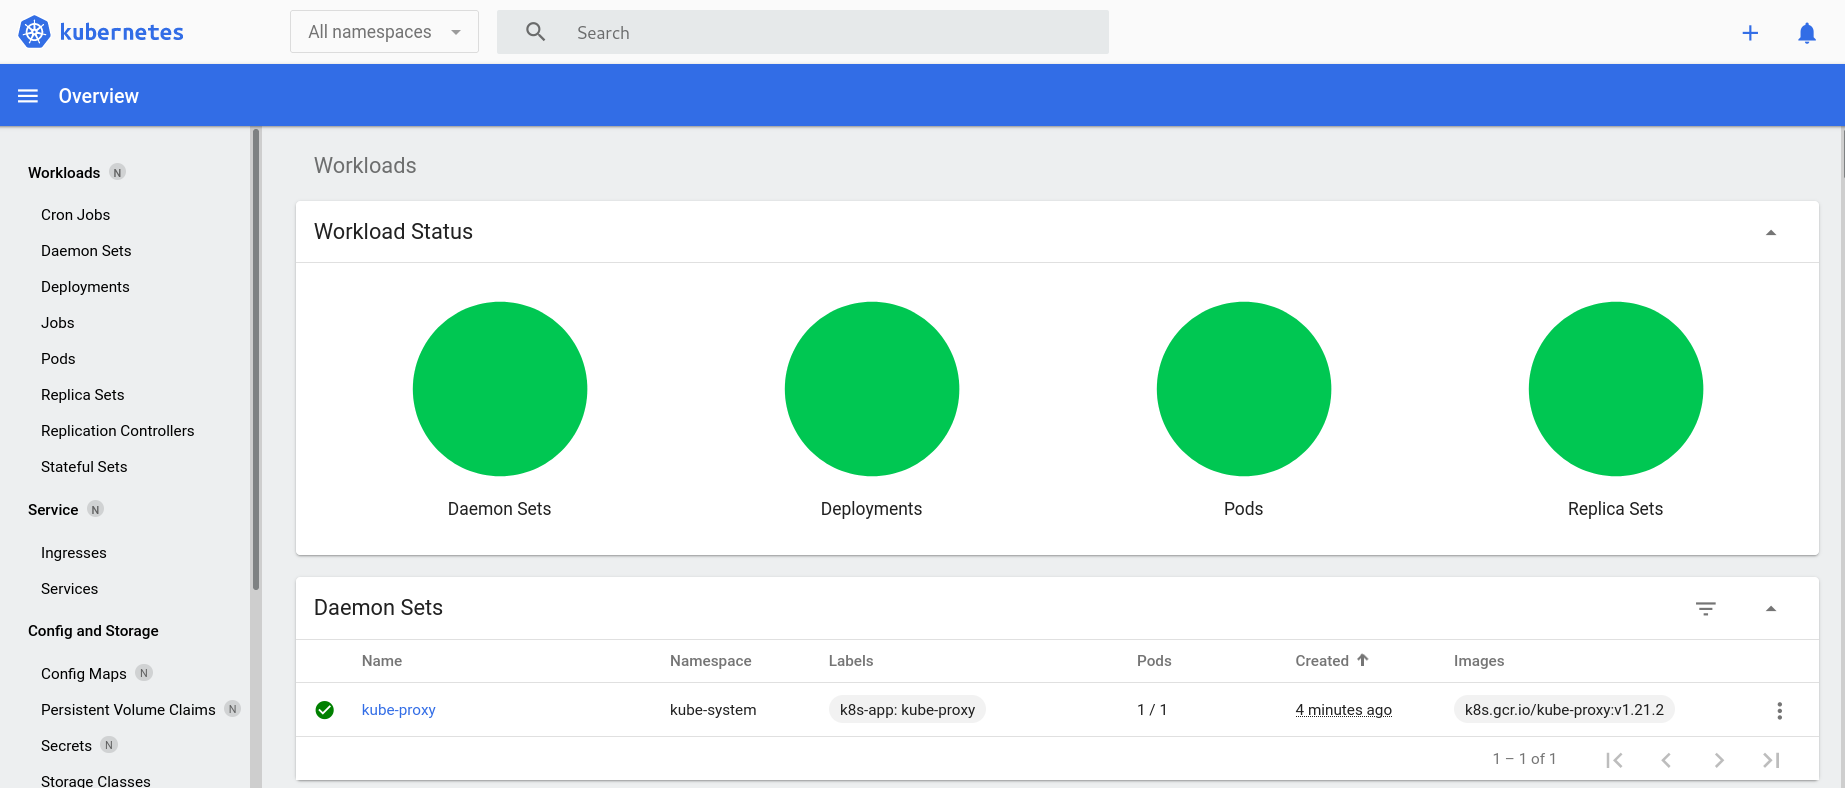 kubernetes
All namespaces
Search
Overview
Workloads N
Cron Jobs
Daemon Sets
Deployments
Jobs
Pods
Replica Sets
Replication Controllers
Stateful Sets
Service N
Ingresses
Services
Config and Storage
Config Maps N
Persistent Volume Claims N
Secrets N
Storage Classes
Workloads
Workload Status
Daemon Sets
Deployments
Pods
Replica Sets
Daemon Sets
Name Namespace Labels Pods Created Images
kube-proxy kube-system k8s-app: kube-proxy 1 / 1 4 minutes ago k8s.gcr.io/kube-proxy:v1.21.2
1 – 1 of 1